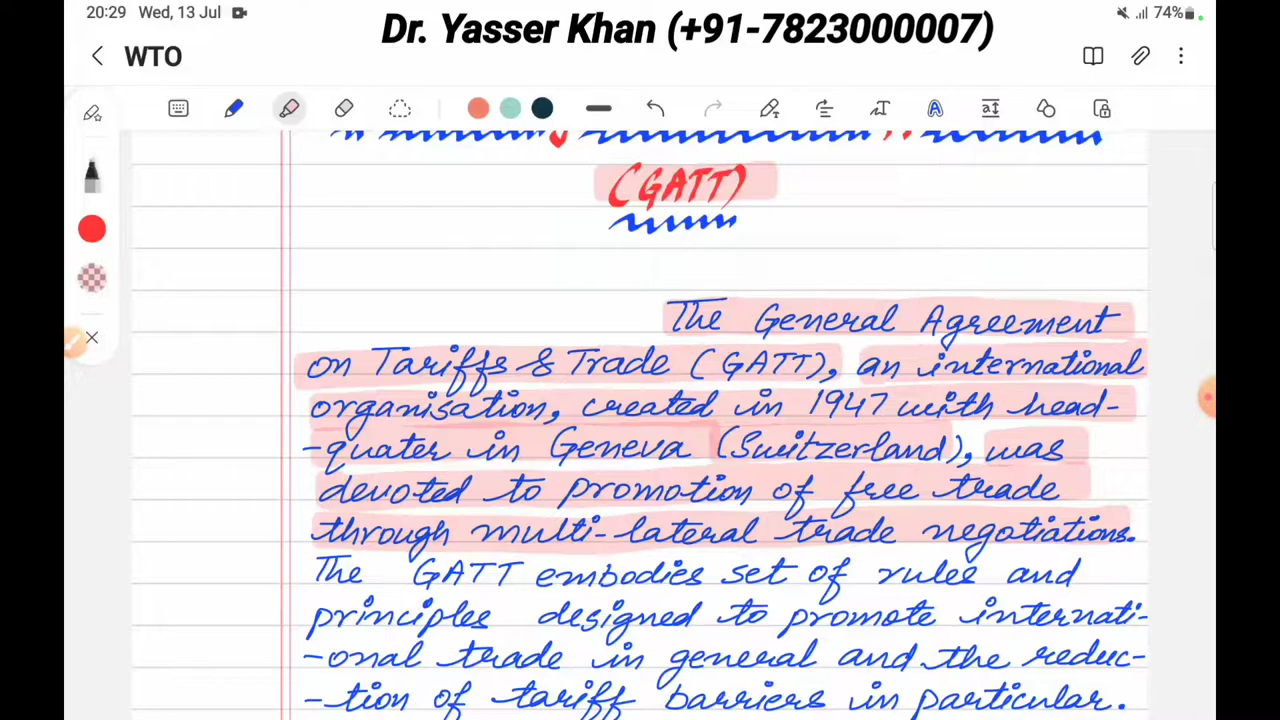 20:29 Wed, 13 Jul
74%
Dr. Yasser Khan (+91-7823000007)
WTO
(GATT)
The General Agreement
on Tariffs & Trade (GATT), an international
organisation, created in 1947 with head-
-quater in Geneva (Switzerland), was
devoted to promotion of free trade
through multi-lateral trade negotiations.
The GATT embodies set of rules and
principles designed to promote internati-
-onal trade in general and the reduc-
-tion of tariff barriers in particular.